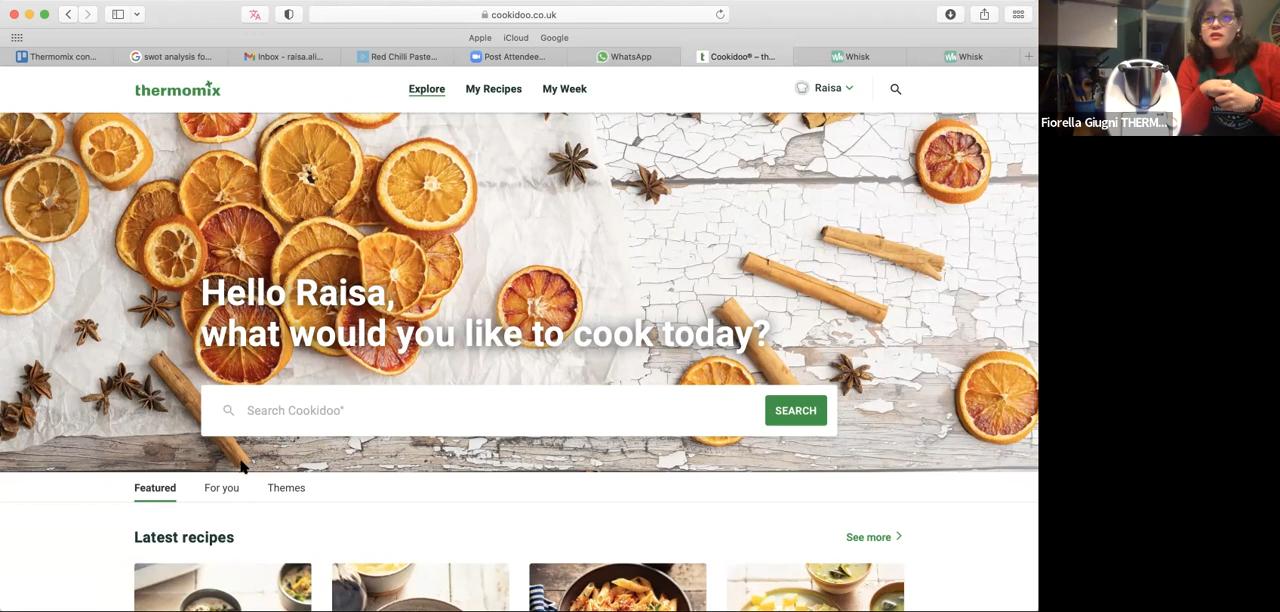 cookidoo.co.uk
Apple iCloud Google
Thermomix con... swot analysis fo... Inbox - raisa.ali... Red Chilli Paste... Post Attendee... WhatsApp Cookidoo® – th... Whisk Whisk
thermomix Explore My Recipes My Week Raisa
Fiorella Giugni THERM...
Hello Raisa,
what would you like to cook today?
Search Cookidoo® SEARCH
Featured For you Themes
Latest recipes See more